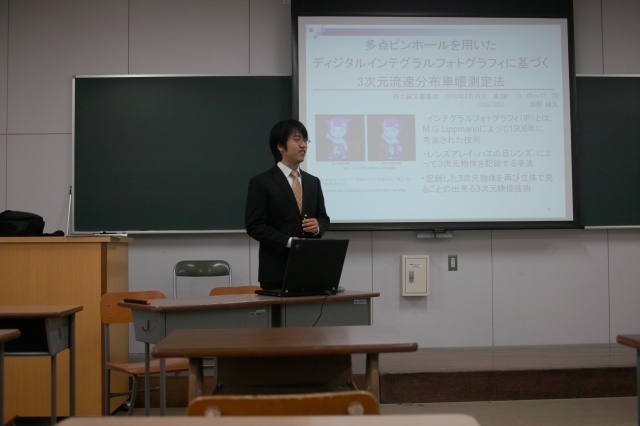 多点ピンホールを用いた
ディジタルインテグラルフォトグラフィに基づく
3次元流速分布単眼測定法
・インテグラルフォトグラフィ(IP)とは、
M.G.Lippmannによって1908年に
考案された技術
・レンズアレイ(ハエの目レンズ)によ
って3次元物体を記録する手法
・記録した3次元物体を再び立体で見
ることの出来る3次元映像技術